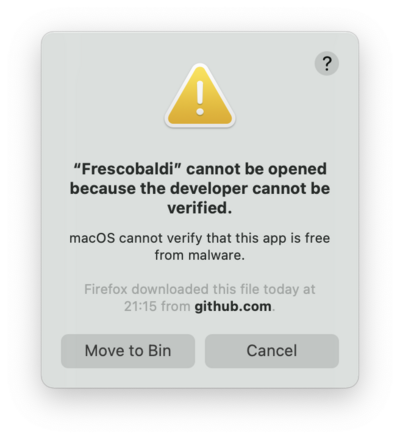 ?
“Frescobaldi” cannot be opened
because the developer cannot be
verified.
macOS cannot verify that this app is free
from malware.
Firefox downloaded this file today at
21:15 from github.com.
Move to Bin
Cancel